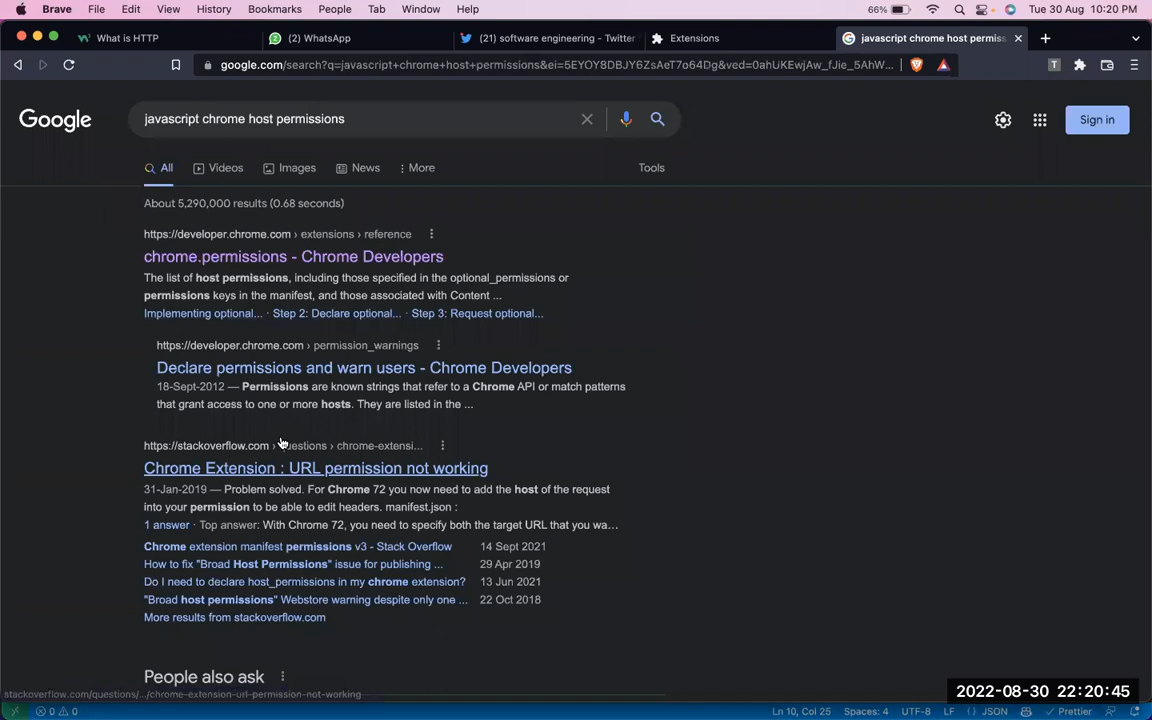 Brave File Edit View History Bookmarks People Tab Window Help 66% Tue 30 Aug 10:20 PM
What is HTTP (2) WhatsApp (21) software engineering - Twitter Extensions javascript chrome host permiss
google.com/search?q=javascript+chrome+host+permissions&ei=5EYOY8DBJY6ZsAeT7o64Dg&ved=0ahUKEwjAw_fJie_5AhW... T
Google javascript chrome host permissions Sign in
All Videos Images News More Tools
About 5,290,000 results (0.68 seconds)
https://developer.chrome.com › extensions › reference
chrome.permissions - Chrome Developers
The list of host permissions, including those specified in the optional_permissions or
permissions keys in the manifest, and those associated with Content ...
Implementing optional... · Step 2: Declare optional... · Step 3: Request optional...
https://developer.chrome.com › permission_warnings
Declare permissions and warn users - Chrome Developers
18-Sept-2012 — Permissions are known strings that refer to a Chrome API or match patterns
that grant access to one or more hosts. They are listed in the ...
https://stackoverflow.com › questions › chrome-extensi...
Chrome Extension : URL permission not working
31-Jan-2019 — Problem solved. For Chrome 72 you now need to add the host of the request
into your permission to be able to edit headers. manifest.json :
1 answer · Top answer: With Chrome 72, you need to specify both the target URL that you wa...
Chrome extension manifest permissions v3 - Stack Overflow 14 Sept 2021
How to fix "Broad Host Permissions" issue for publishing ... 29 Apr 2019
Do I need to declare host_permissions in my chrome extension? 13 Jun 2021
"Broad host permissions" Webstore warning despite only one ... 22 Oct 2018
More results from stackoverflow.com
People also ask
stackoverflow.com/questions/.../chrome-extension-url-permission-not-working
2022-08-30 22:20:45
0 0 Ln 10, Col 25 Spaces: 4 UTF-8 LF {} JSON Prettier